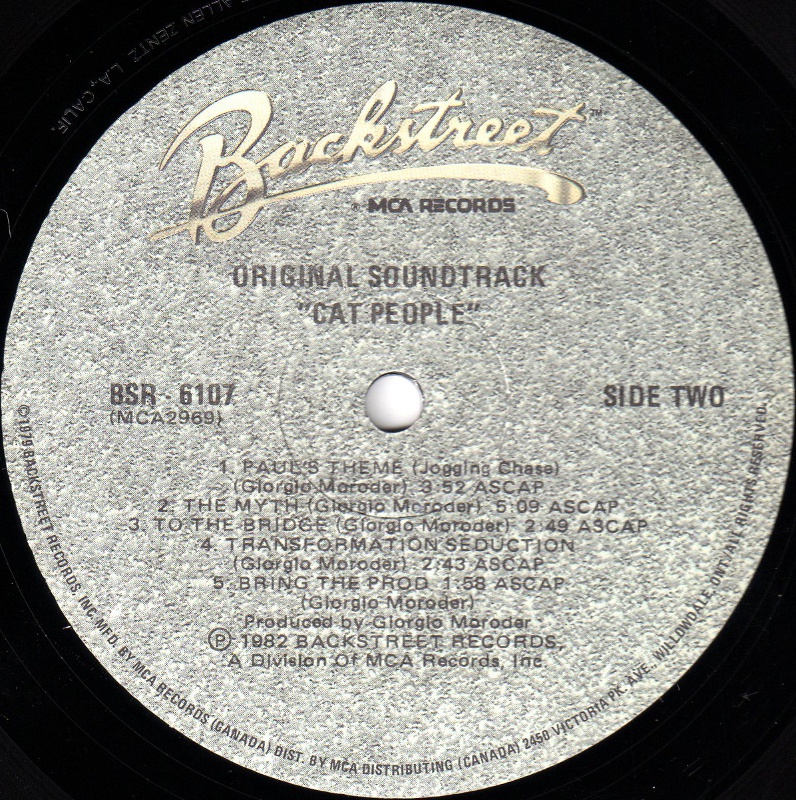 ALLEN ZENTZ L.A., CALIF.
Backstreet™
MCA RECORDS
ORIGINAL SOUNDTRACK
"CAT PEOPLE"
BSR - 6107
(MCA2969)
SIDE TWO
1. PAUL'S THEME (Jogging Chase)
(Giorgio Moroder) 3:52 ASCAP
2. THE MYTH (Giorgio Moroder) 5:09 ASCAP
3. TO THE BRIDGE (Giorgio Moroder) 2:49 ASCAP
4. TRANSFORMATION SEDUCTION
(Giorgio Moroder) 2:43 ASCAP
5. BRING THE PROD 1:58 ASCAP
(Giorgio Moroder)
Produced by Giorgio Moroder
℗ 1982 BACKSTREET RECORDS,
A Division Of MCA Records, Inc.
©1979 BACKSTREET RECORDS, INC. MFD. BY MCA RECORDS (CANADA) DIST. BY MCA DISTRIBUTING (CANADA) 2450 VICTORIA PK. AVE., WILLOWDALE, ONT./ALL RIGHTS RESERVED.